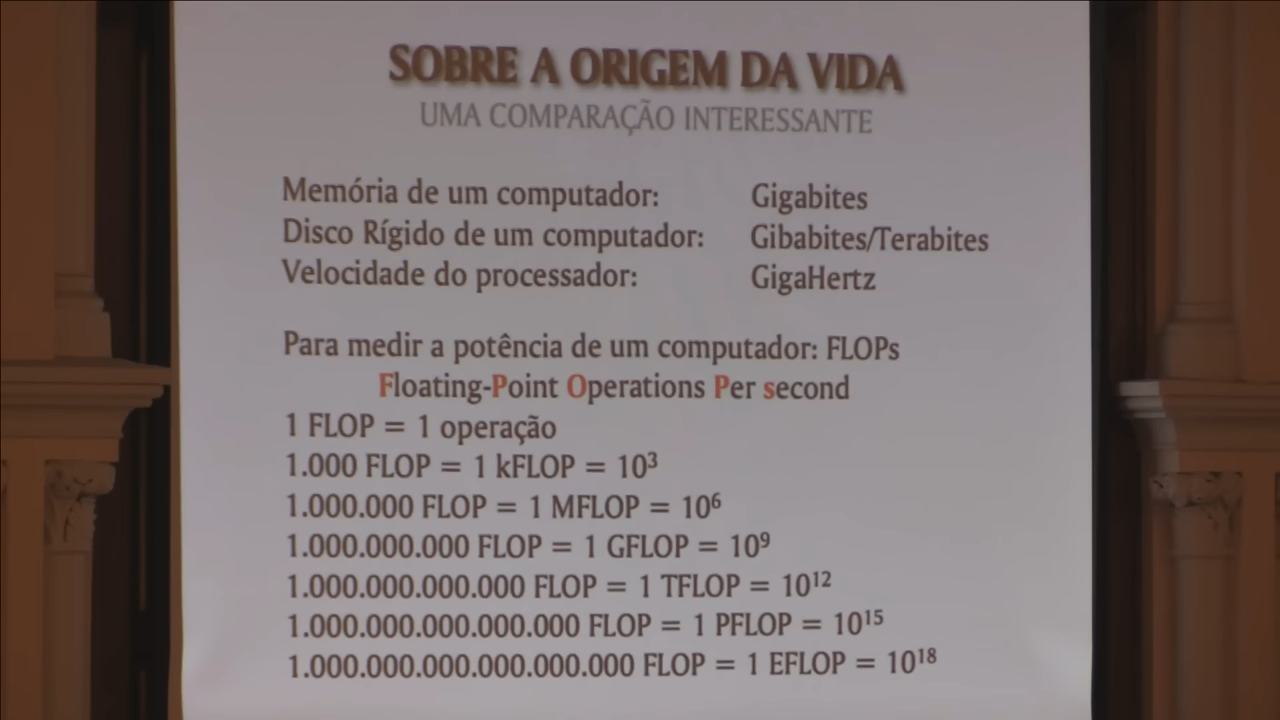 SOBRE A ORIGEM DA VIDA
UMA COMPARAÇÃO INTERESSANTE
Memória de um computador: Gigabites
Disco Rígido de um computador: Gibabites/Terabites
Velocidade do processador: GigaHertz
Para medir a potência de um computador: FLOPs
Floating-Point Operations Per second
1 FLOP = 1 operação
1.000 FLOP = 1 kFLOP = 10³
1.000.000 FLOP = 1 MFLOP = 10⁶
1.000.000.000 FLOP = 1 GFLOP = 10⁹
1.000.000.000.000 FLOP = 1 TFLOP = 10¹²
1.000.000.000.000.000 FLOP = 1 PFLOP = 10¹⁵
1.000.000.000.000.000.000 FLOP = 1 EFLOP = 10¹⁸